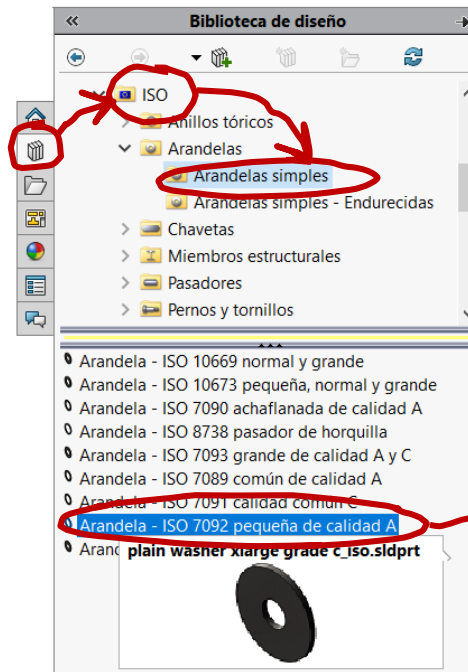 Biblioteca de diseño
ISO
Anillos tóricos
Arandelas
Arandelas simples
Arandelas simples - Endurecidas
Chavetas
Miembros estructurales
Pasadores
Pernos y tornillos
Arandela - ISO 10669 normal y grande
Arandela - ISO 10673 pequeña, normal y grande
Arandela - ISO 7090 achaflanada de calidad A
Arandela - ISO 8738 pasador de horquilla
Arandela - ISO 7093 grande de calidad A y C
Arandela - ISO 7089 común de calidad A
Arandela - ISO 7091 calidad común C
Arandela - ISO 7092 pequeña de calidad A
plain washer xlarge grade c_iso.sldprt